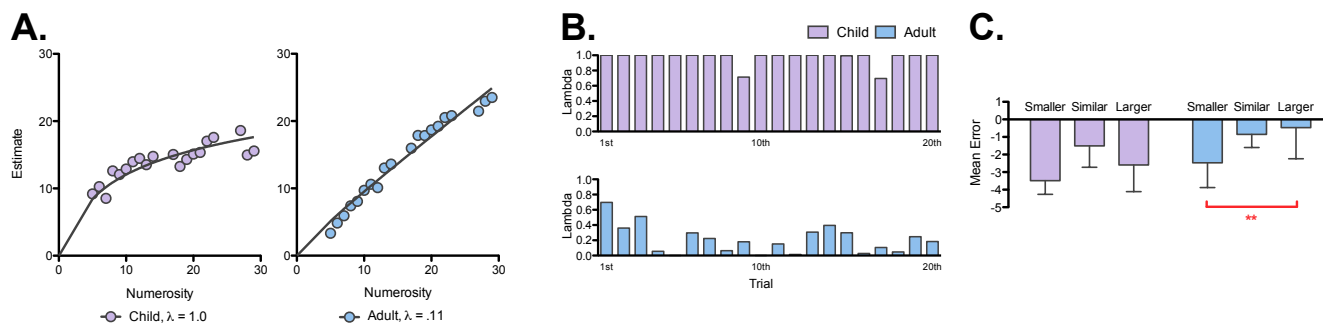 A.
30
20
10
0
Estimate
0 10 20 30
Numerosity
Child, λ = 1.0
30
20
10
0
0 10 20 30
Numerosity
Adult, λ = .11
B.
Child Adult
1.0
0.8
0.6
0.4
0.2
0.0
Lambda
1st 10th 20th
1.0
0.8
0.6
0.4
0.2
0.0
Lambda
1st 10th 20th
Trial
C.
1
0
-1
-2
-3
-4
-5
Mean Error
Smaller Similar Larger Smaller Similar Larger
**